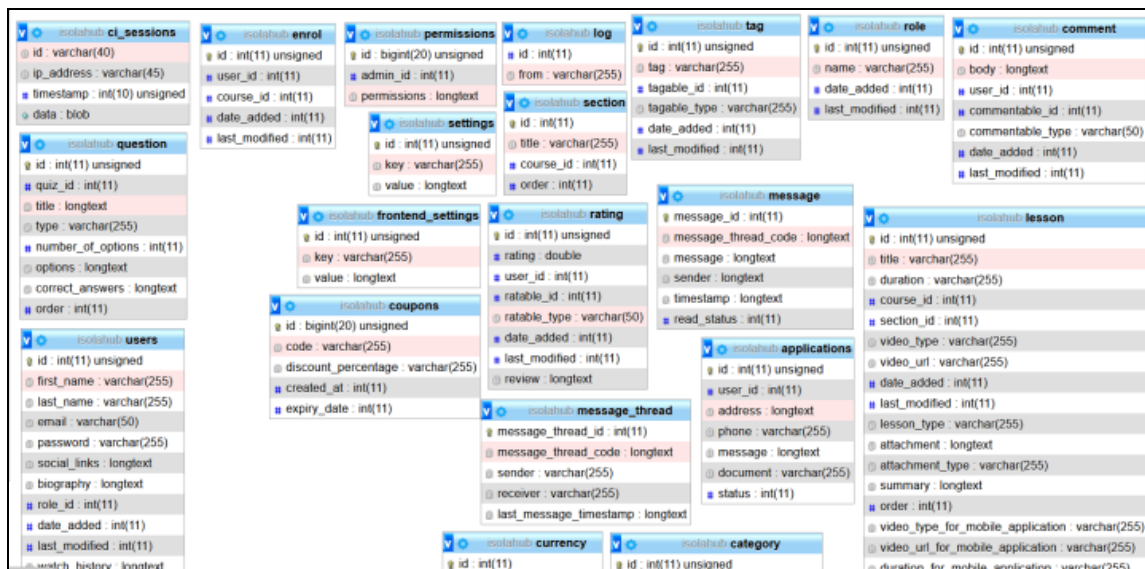 isolahub ci_sessions
id : varchar(40)
ip_address : varchar(45)
timestamp : int(10) unsigned
data : blob
isolahub enrol
id : int(11) unsigned
user_id : int(11)
course_id : int(11)
date_added : int(11)
last_modified : int(11)
isolahub permissions
id : bigint(20) unsigned
admin_id : int(11)
permissions : longtext
isolahub log
id : int(11)
from : varchar(255)
isolahub tag
id : int(11) unsigned
tag : varchar(255)
tagable_id : int(11)
tagable_type : varchar(255)
date_added : int(11)
last_modified : int(11)
isolahub role
id : int(11) unsigned
name : varchar(255)
date_added : int(11)
last_modified : int(11)
isolahub comment
id : int(11) unsigned
body : longtext
user_id : int(11)
commentable_id : int(11)
commentable_type : varchar(50)
date_added : int(11)
last_modified : int(11)
isolahub settings
id : int(11) unsigned
key : varchar(255)
value : longtext
isolahub section
id : int(11)
title : varchar(255)
course_id : int(11)
order : int(11)
isolahub question
id : int(11) unsigned
quiz_id : int(11)
title : longtext
type : varchar(255)
number_of_options : int(11)
options : longtext
correct_answers : longtext
order : int(11)
isolahub frontend_settings
id : int(11) unsigned
key : varchar(255)
value : longtext
isolahub rating
id : int(11) unsigned
rating : double
user_id : int(11)
ratable_id : int(11)
ratable_type : varchar(50)
date_added : int(11)
last_modified : int(11)
review : longtext
isolahub message
message_id : int(11)
message_thread_code : longtext
message : longtext
sender : longtext
timestamp : longtext
read_status : int(11)
isolahub lesson
id : int(11) unsigned
title : varchar(255)
duration : varchar(255)
course_id : int(11)
section_id : int(11)
video_type : varchar(255)
video_url : varchar(255)
date_added : int(11)
last_modified : int(11)
lesson_type : varchar(255)
attachment : longtext
attachment_type : varchar(255)
summary : longtext
order : int(11)
video_type_for_mobile_application : varchar(255)
video_url_for_mobile_application : varchar(255)
duration_for_mobile_application : varchar(255)
isolahub coupons
id : bigint(20) unsigned
code : varchar(255)
discount_percentage : varchar(255)
created_at : int(11)
expiry_date : int(11)
isolahub users
id : int(11) unsigned
first_name : varchar(255)
last_name : varchar(255)
email : varchar(50)
password : varchar(255)
social_links : longtext
biography : longtext
role_id : int(11)
date_added : int(11)
last_modified : int(11)
watch_history : longtext
isolahub applications
id : int(11) unsigned
user_id : int(11)
address : longtext
phone : varchar(255)
message : longtext
document : varchar(255)
status : int(11)
isolahub message_thread
message_thread_id : int(11)
message_thread_code : longtext
sender : varchar(255)
receiver : varchar(255)
last_message_timestamp : longtext
isolahub currency
id : int(11)
isolahub category
id : int(11) unsigned